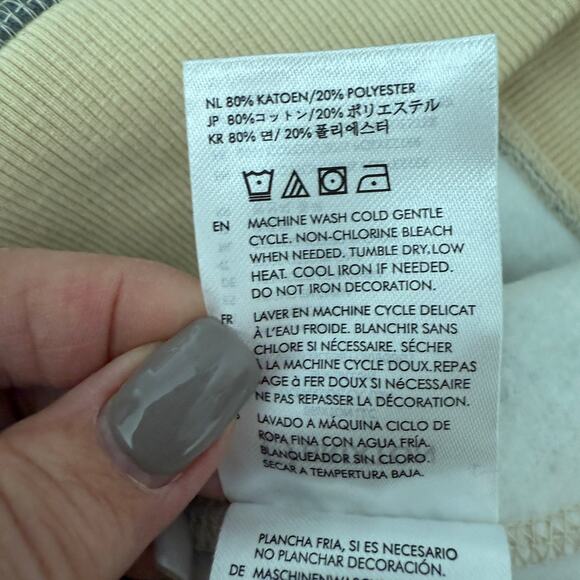 NL 80% KATOEN/20% POLYESTER
JP 80%コットン/20% ポリエステル
KR 80% 면/ 20% 폴리에스터
EN MACHINE WASH COLD GENTLE
CYCLE. NON-CHLORINE BLEACH
WHEN NEEDED. TUMBLE DRY,LOW
HEAT. COOL IRON IF NEEDED.
DO NOT IRON DECORATION.
FR LAVER EN MACHINE CYCLE DELICAT
À L'EAU FROIDE. BLANCHIR SANS
CHLORE SI NÉCESSAIRE. SÉCHER
À LA MACHINE CYCLE DOUX.REPAS
SAGE à FER DOUX SI NéCESSAIRE
NE PAS REPASSER LA DÉCORATION.
LAVADO A MÁQUINA CICLO DE
ROPA FINA CON AGUA FRÍA.
BLANQUEADOR SIN CLORO.
SECAR A TEMPERTURA BAJA.
PLANCHA FRIA, SI ES NECESARIO
NO PLANCHAR DECORACIÓN.
DE